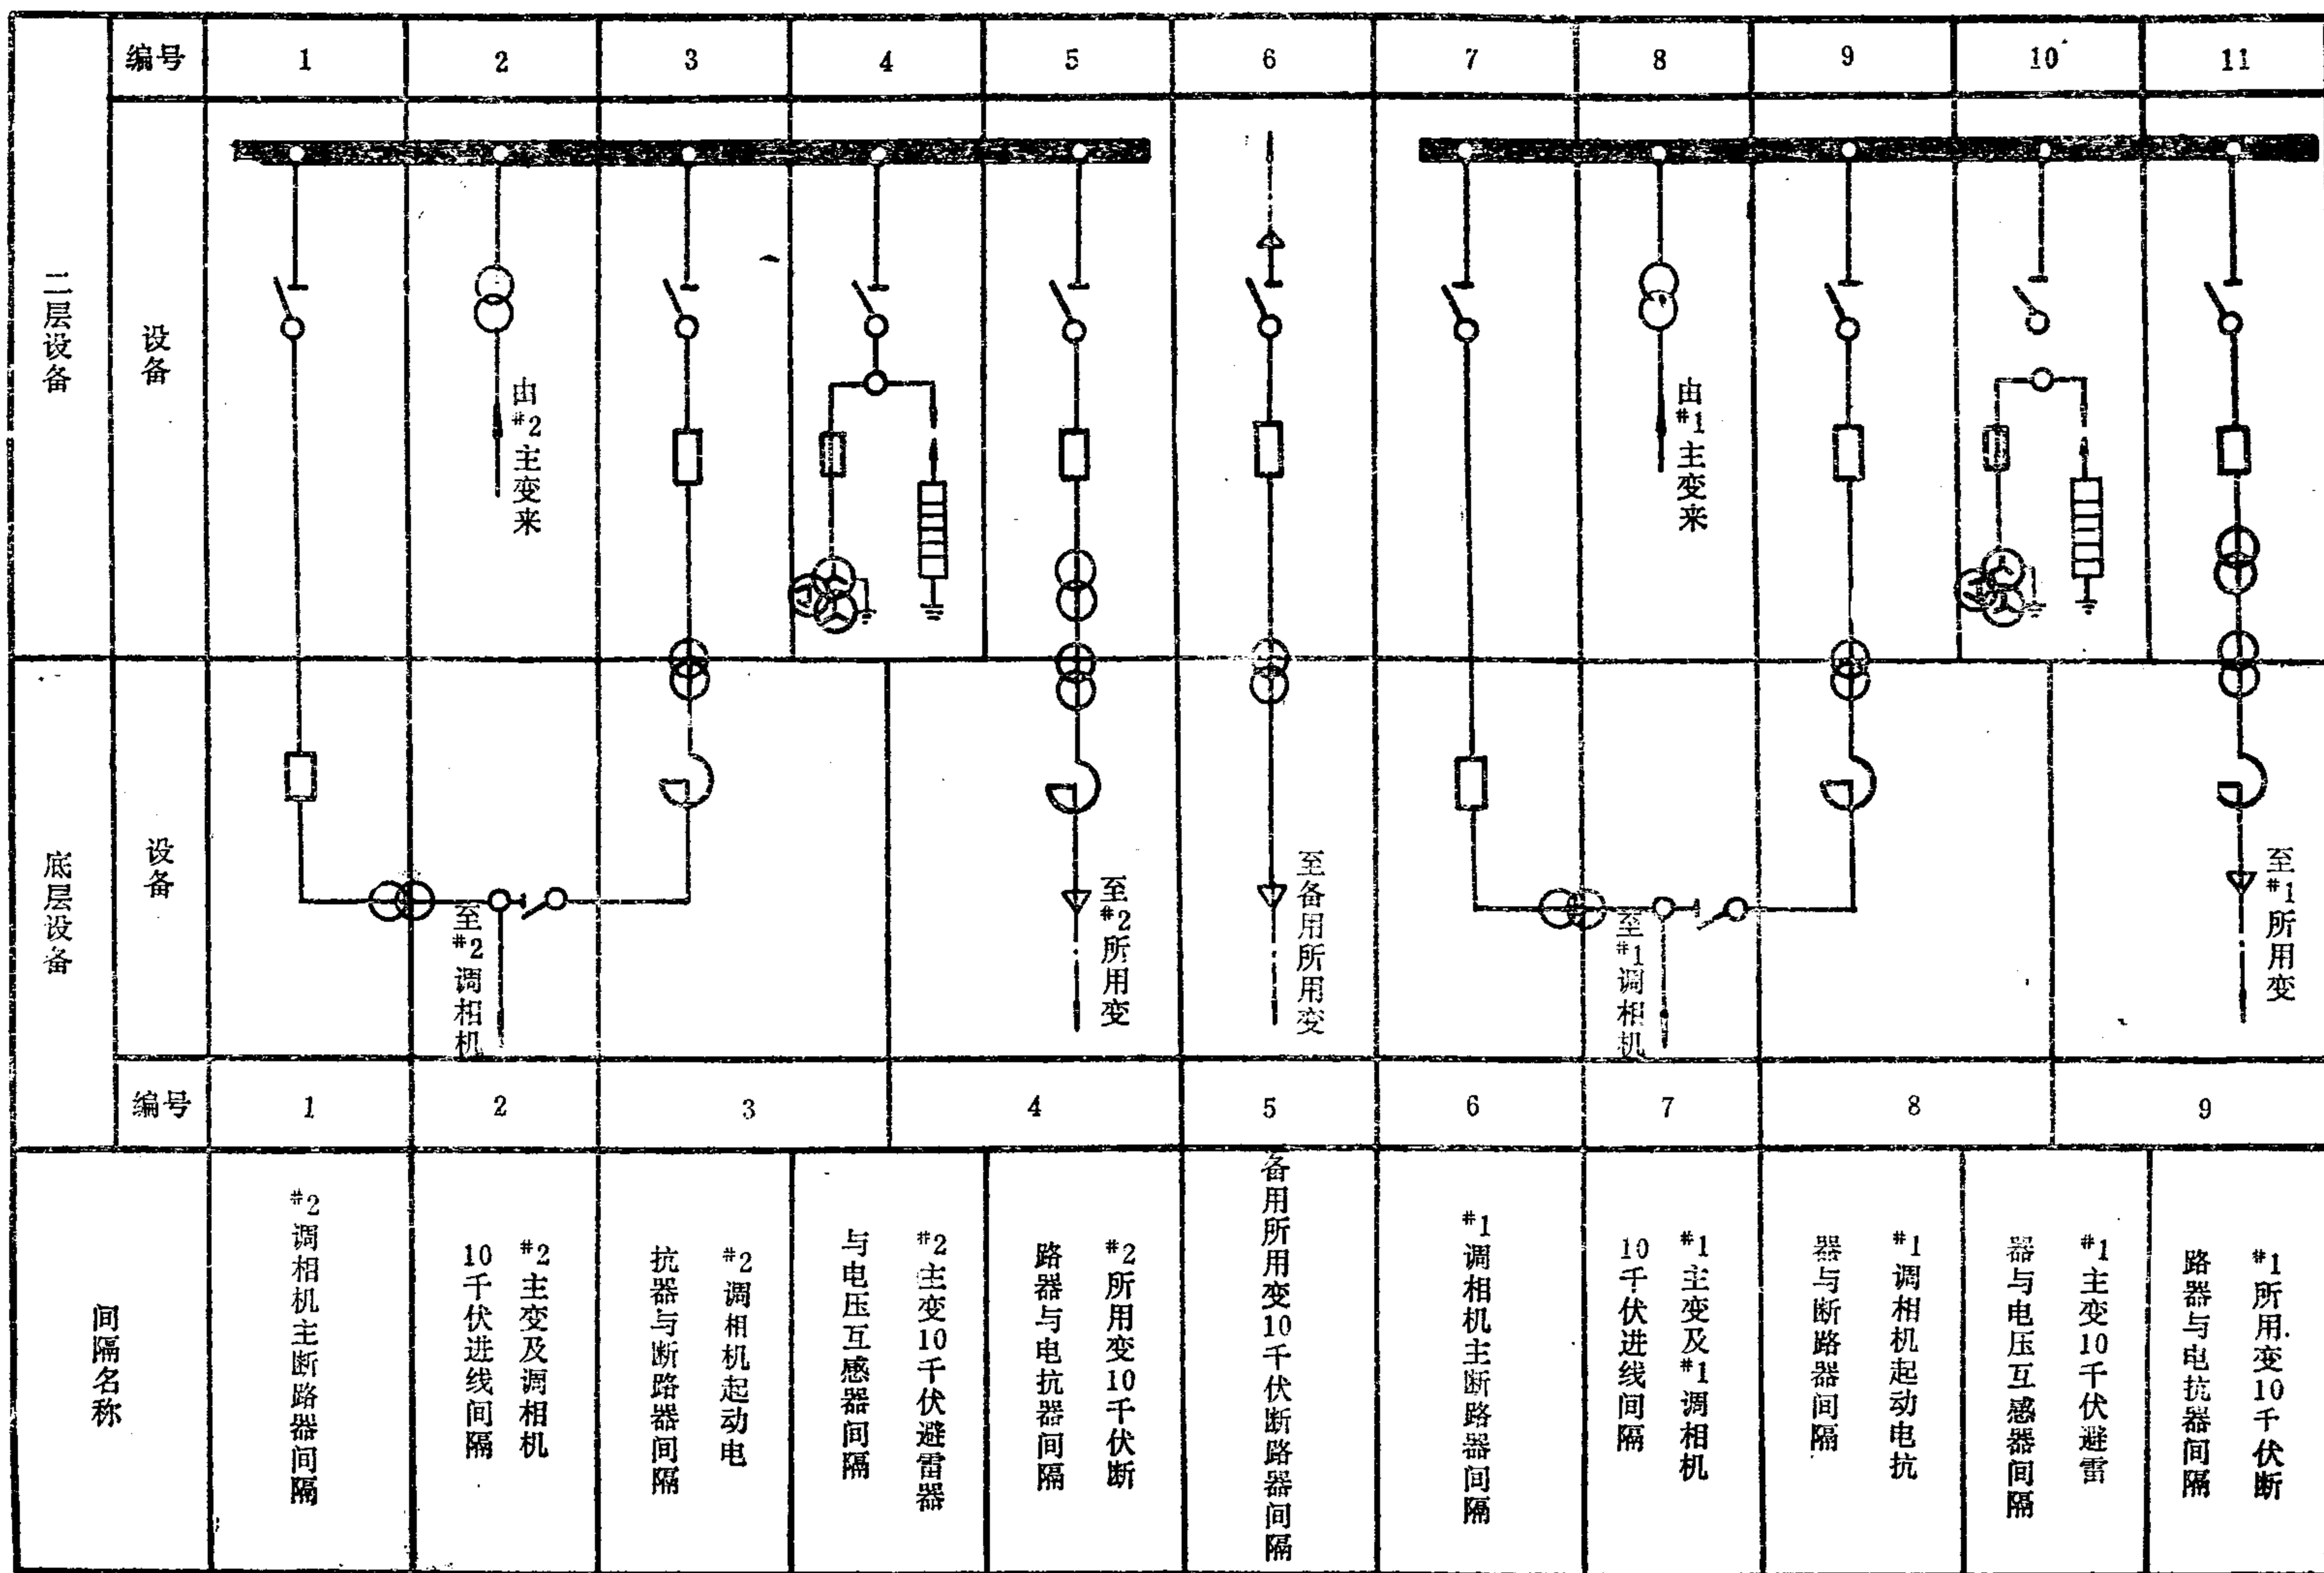 编号 1 2 3 4 5 6 7 8 9 10 11
二层设备
设备
由#2主变来
由#1主变来
底层设备
设备
至#2调相机
至#2所用变
至备用所用变
至#1调相机
至#1所用变
编号 1 2 3 4 5 6 7 8 9
间隔名称
#2调相机主断路器间隔
#2主变及调相机
10千伏进线间隔
#2调相机起动电
抗器与断路器间隔
#2主变10千伏避雷器
与电压互感器间隔
#2所用变10千伏断
路器与电抗器间隔
备用所用变10千伏断路器间隔
#1调相机主断路器间隔
#1主变及#1调相机
10千伏进线间隔
#1调相机起动电抗
器与断路器间隔
#1主变10千伏避雷
器与电压互感器间隔
#1所用变10千伏断
路器与电抗器间隔